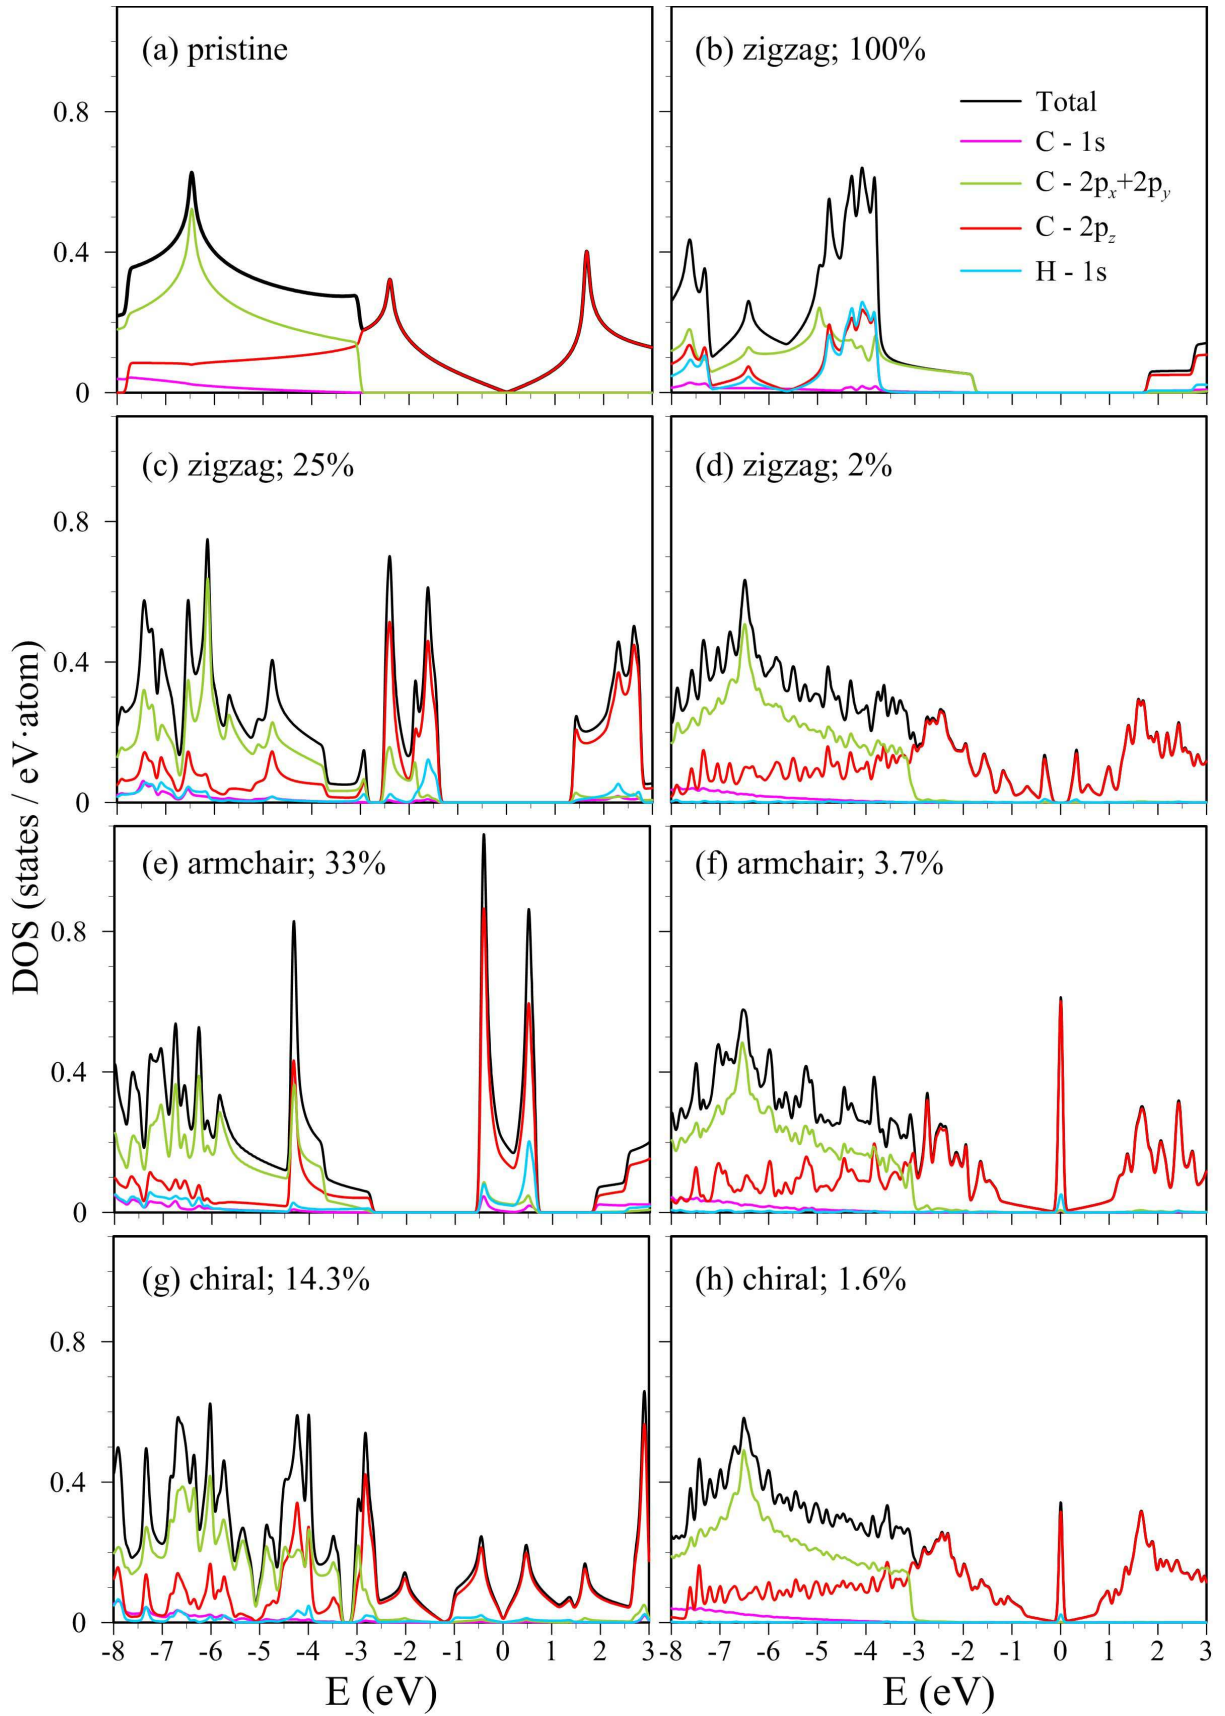 (a) pristine
(b) zigzag; 100%
Total
C - 1s
C - 2pₓ+2pᵧ
C - 2p_z
H - 1s
0.8
0.4
0
(c) zigzag; 25%
(d) zigzag; 2%
0.8
0.4
0
DOS (states / eV·atom)
(e) armchair; 33%
(f) armchair; 3.7%
0.8
0.4
0
(g) chiral; 14.3%
(h) chiral; 1.6%
0.8
0.4
0
-8 -7 -6 -5 -4 -3 -2 -1 0 1 2 3
-8 -7 -6 -5 -4 -3 -2 -1 0 1 2 3
E (eV)
E (eV)